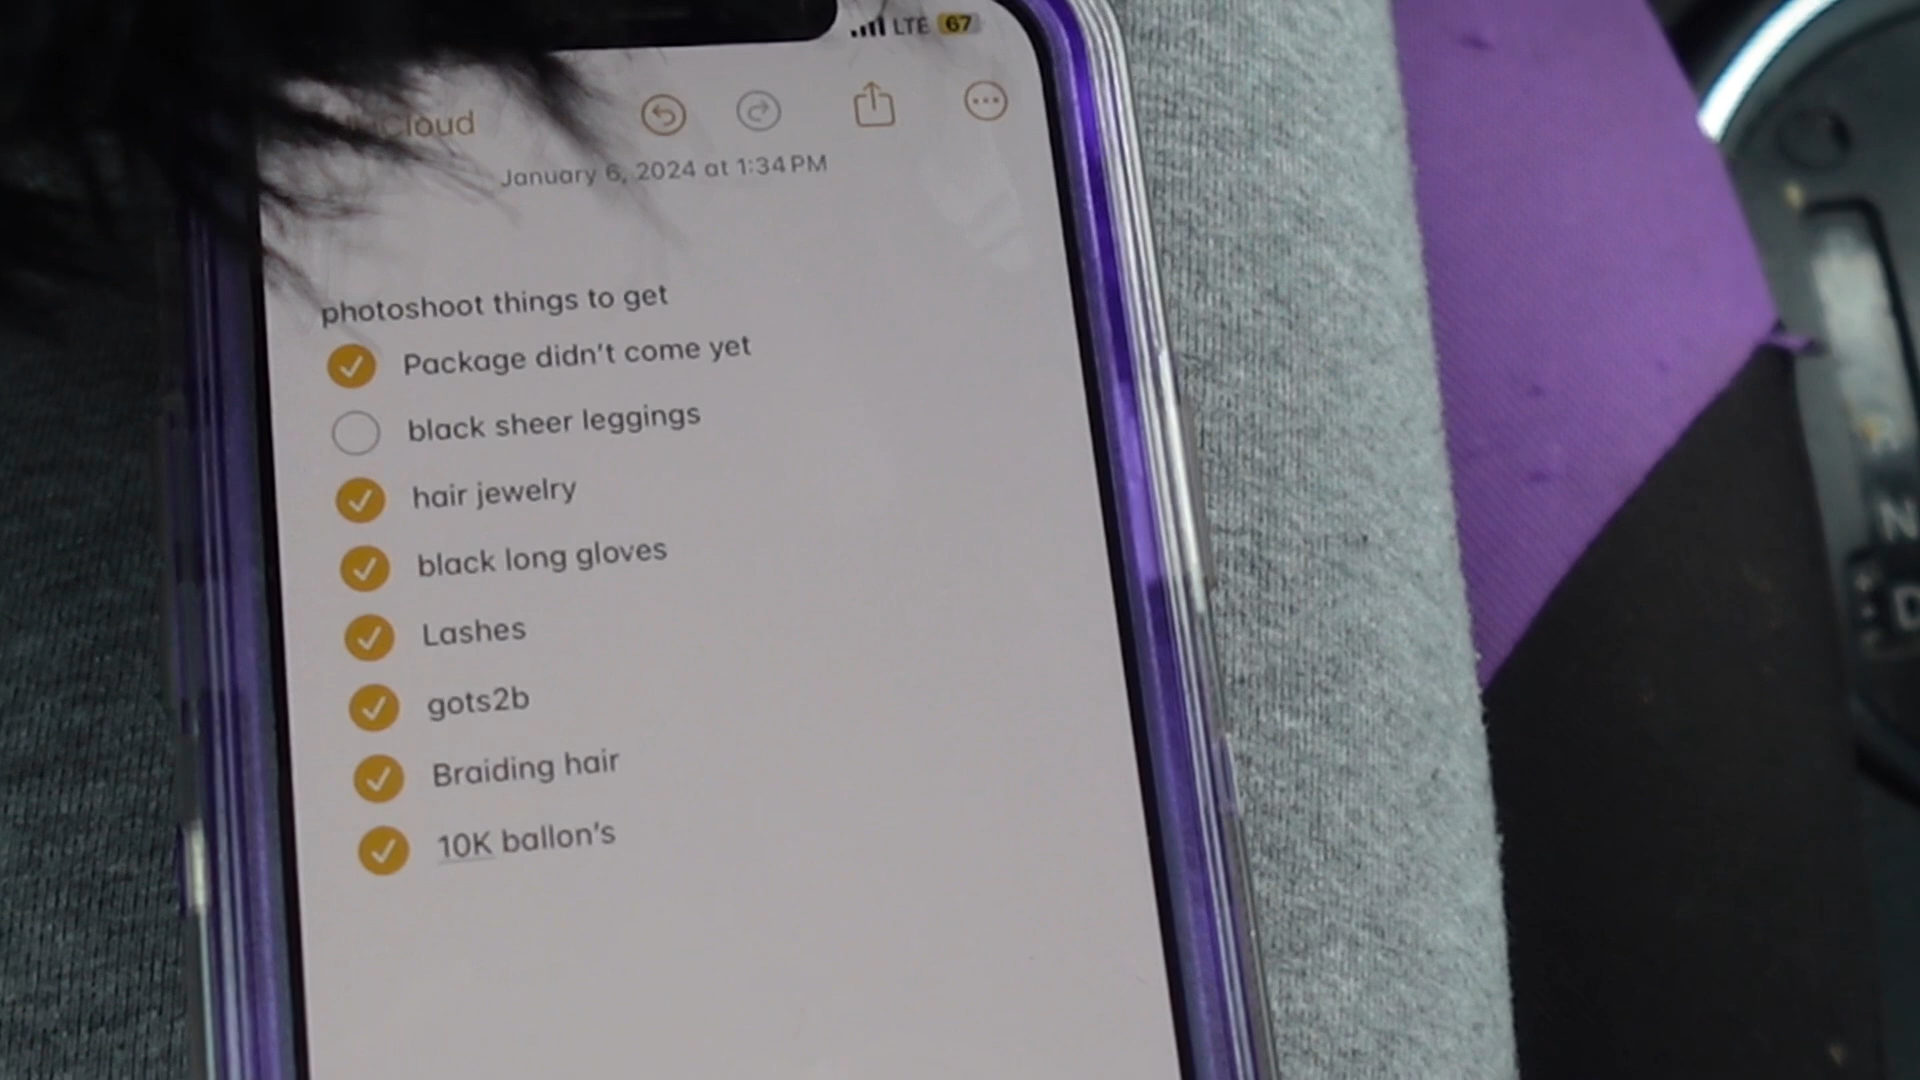 LTE 67
iCloud
January 6, 2024 at 1:34 PM
photoshoot things to get
Package didn't come yet
black sheer leggings
hair jewelry
black long gloves
Lashes
gots2b
Braiding hair
10K ballon's
N
D